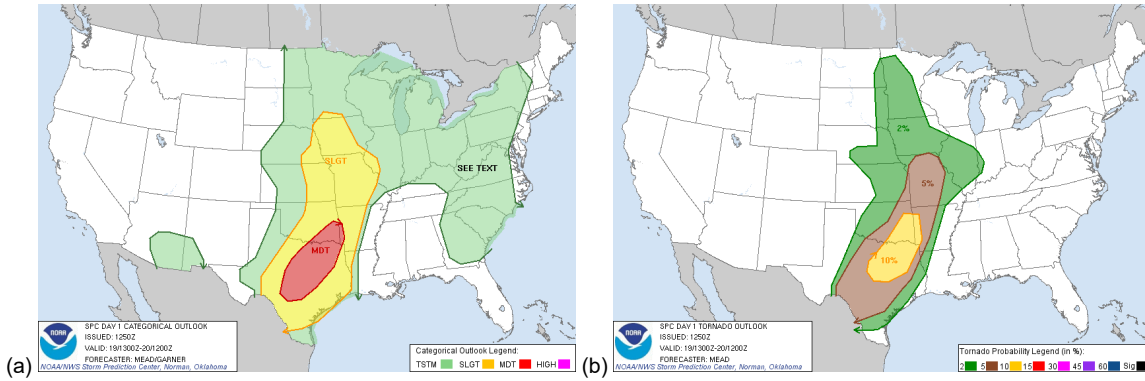 SLGT
SEE TEXT
MDT
NOAA
SPC DAY 1 CATEGORICAL OUTLOOK
ISSUED: 1250Z
VALID: 19/1300Z-20/1200Z
FORECASTER: MEAD/GARNER
NOAA/NWS Storm Prediction Center, Norman, Oklahoma
Categorical Outlook Legend:
TSTM SLGT MDT HIGH
(a)
2%
5%
10%
NOAA
SPC DAY 1 TORNADO OUTLOOK
ISSUED: 1250Z
VALID: 19/1300Z-20/1200Z
FORECASTER: MEAD
NOAA/NWS Storm Prediction Center, Norman, Oklahoma
Tornado Probability Legend (in %):
2 5 10 15 30 45 60 Sig
(b)